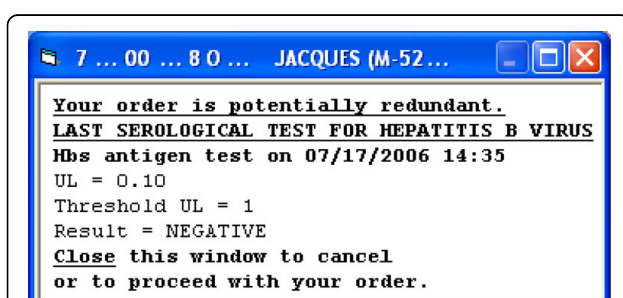 7 ... 00 ... 8 0 ... JACQUES (M-52 ...
Your order is potentially redundant.
LAST SEROLOGICAL TEST FOR HEPATITIS B VIRUS
Hbs antigen test on 07/17/2006 14:35
UL = 0.10
Threshold UL = 1
Result = NEGATIVE
Close this window to cancel
or to proceed with your order.